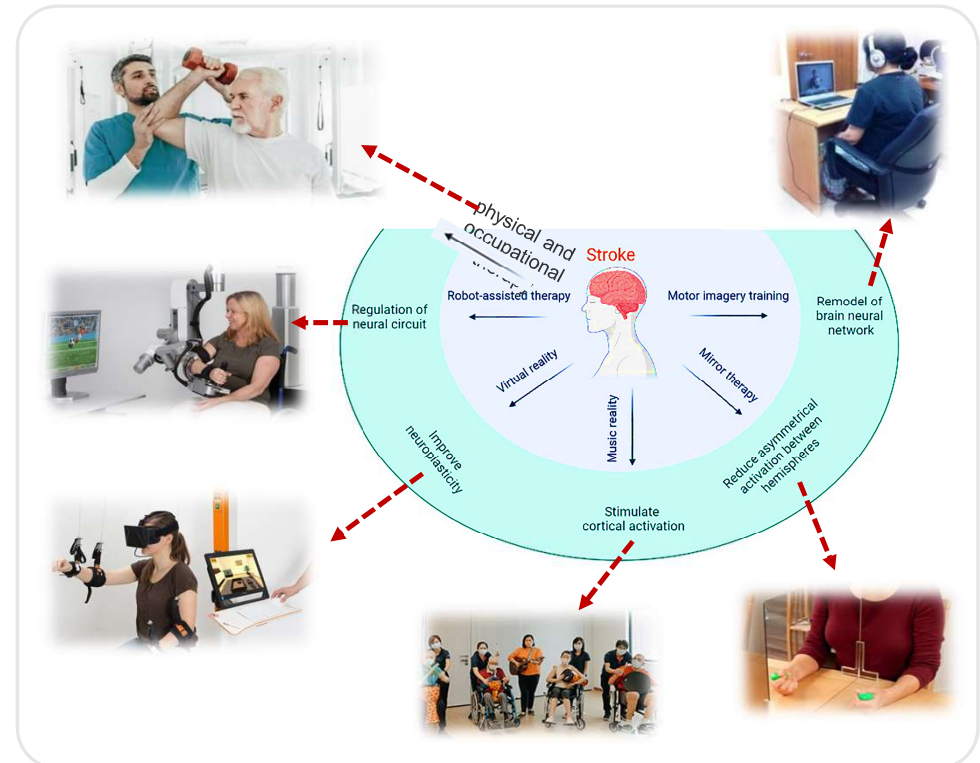 physical and
occupational
Stroke
Robot-assisted therapy
Motor imagery training
Regulation of
neural circuit
Remodel of
brain neural
network
Virtual reality
Mirror therapy
Music reality
Improve
neuroplasticity
Reduce asymmetrical
activation between
hemispheres
Stimulate
cortical activation